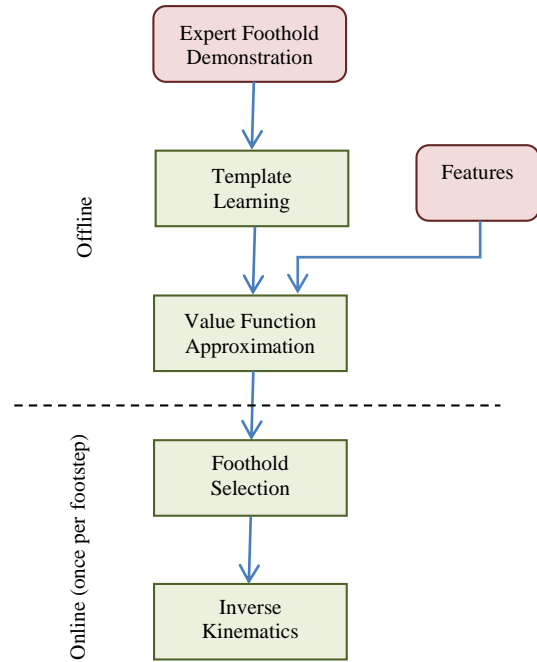 Expert Foothold
Demonstration
Template
Learning
Features
Offline
Value Function
Approximation
Online (once per footstep)
Foothold
Selection
Inverse
Kinematics